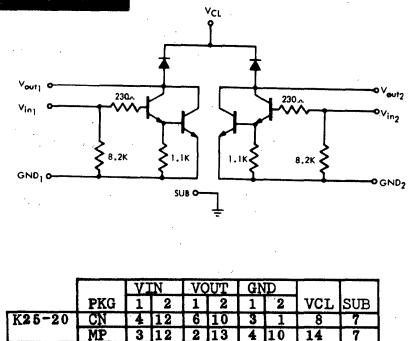 VCL
Vout1 230Ω 230Ω Vout2
Vin1 Vin2
8.2K 1.1K 1.1K 8.2K
GND1 SUB GND2
VIN VOUT GND
PKG 1 2 1 2 1 2 VCL SUB
K25-20 CN 4 12 6 10 3 1 8 7
MP 3 12 2 13 4 10 14 7